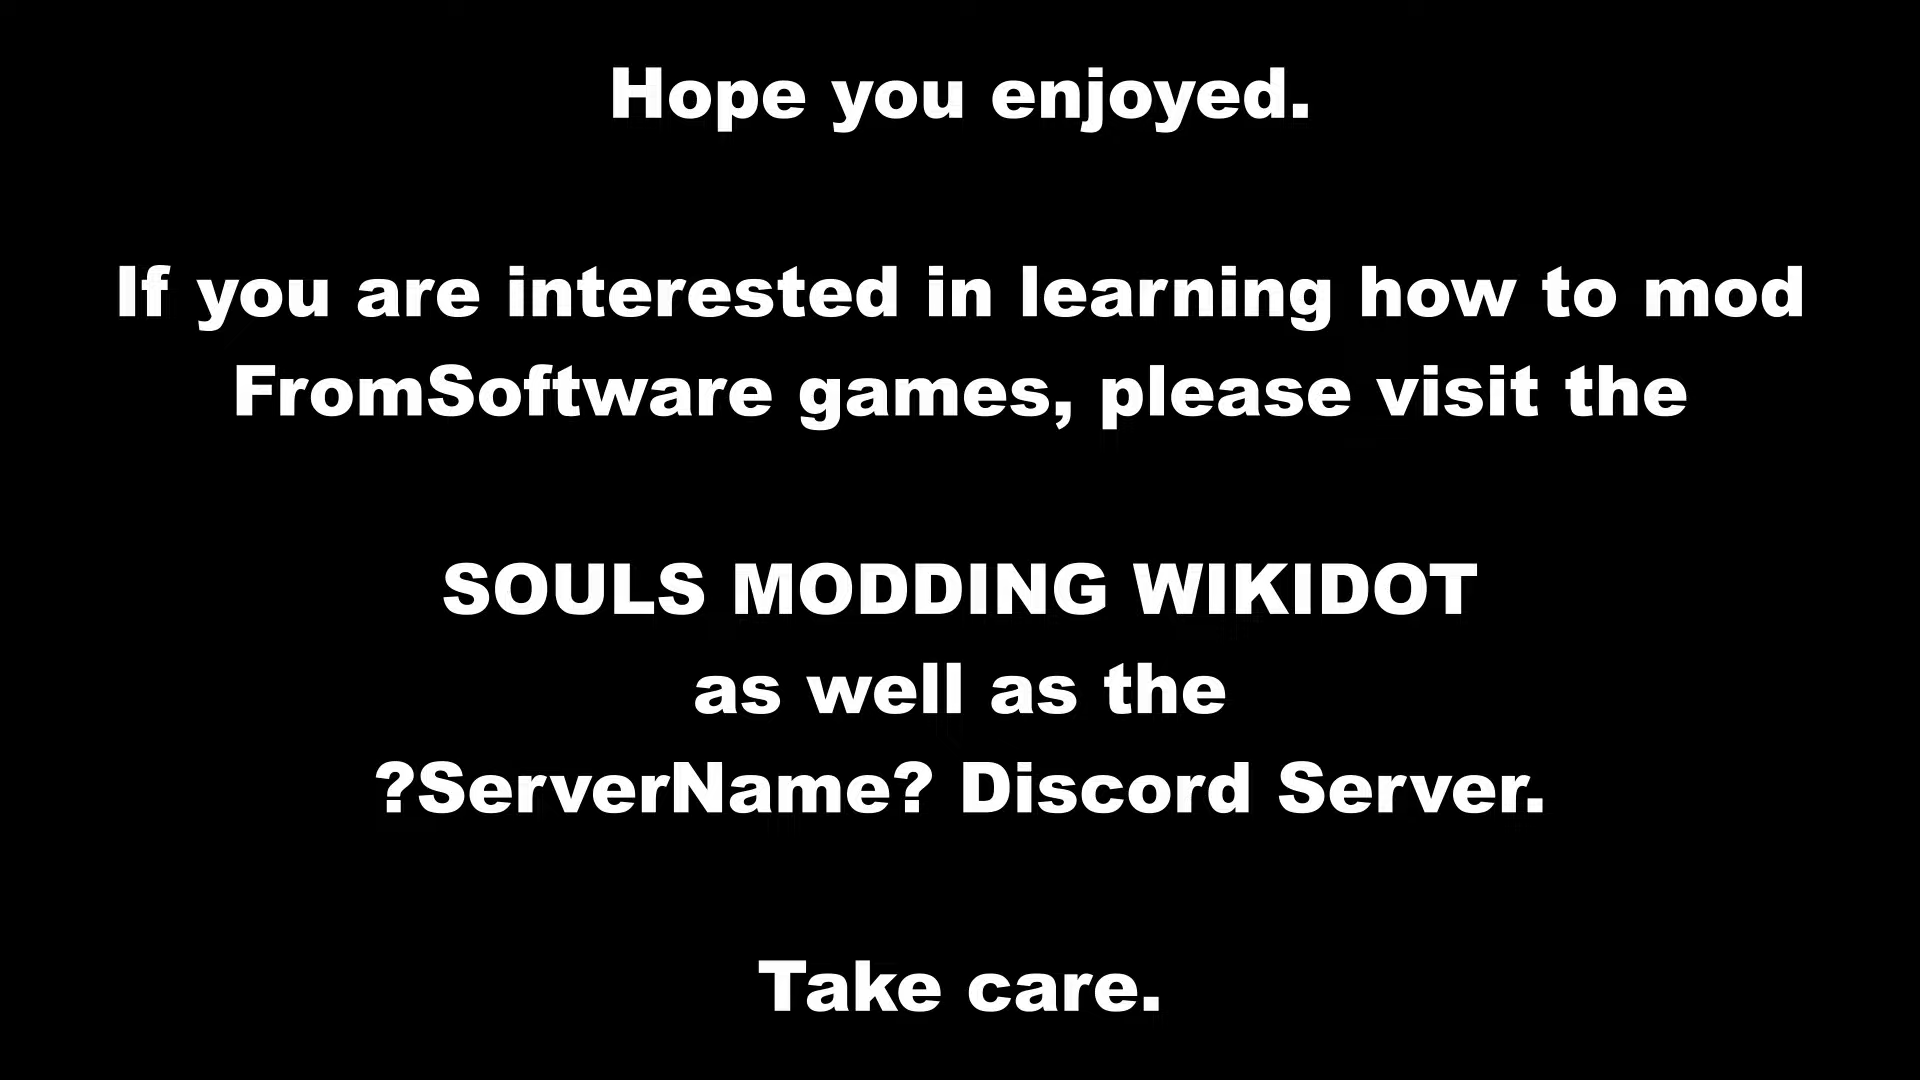 Hope you enjoyed.
If you are interested in learning how to mod
FromSoftware games, please visit the
SOULS MODDING WIKIDOT
as well as the
?ServerName? Discord Server.
Take care.